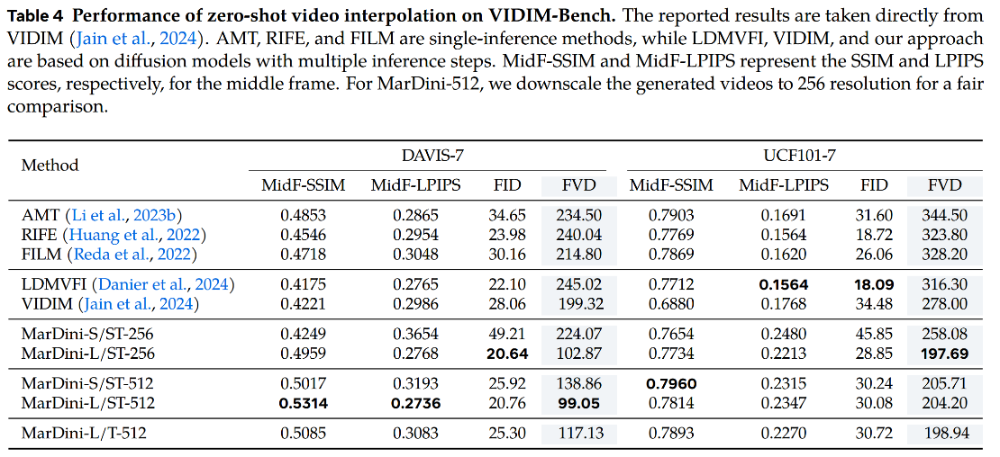 Table 4 Performance of zero-shot video interpolation on VIDIM-Bench. The reported results are taken directly from
VIDIM (Jain et al., 2024). AMT, RIFE, and FILM are single-inference methods, while LDMVFI, VIDIM, and our approach
are based on diffusion models with multiple inference steps. MidF-SSIM and MidF-LPIPS represent the SSIM and LPIPS
scores, respectively, for the middle frame. For MarDini-512, we downscale the generated videos to 256 resolution for a fair
comparison.
Method DAVIS-7 UCF101-7
MidF-SSIM MidF-LPIPS FID FVD MidF-SSIM MidF-LPIPS FID FVD
AMT (Li et al., 2023b) 0.4853 0.2865 34.65 234.50 0.7903 0.1691 31.60 344.50
RIFE (Huang et al., 2022) 0.4546 0.2954 23.98 240.04 0.7769 0.1564 18.72 323.80
FILM (Reda et al., 2022) 0.4718 0.3048 30.16 214.80 0.7869 0.1620 26.06 328.20
LDMVFI (Danier et al., 2024) 0.4175 0.2765 22.10 245.02 0.7712 0.1564 18.09 316.30
VIDIM (Jain et al., 2024) 0.4221 0.2986 28.06 199.32 0.6880 0.1768 34.48 278.00
MarDini-S/ST-256 0.4249 0.3654 49.21 224.07 0.7654 0.2480 45.85 258.08
MarDini-L/ST-256 0.4959 0.2768 20.64 102.87 0.7734 0.2213 28.85 197.69
MarDini-S/ST-512 0.5017 0.3193 25.92 138.86 0.7960 0.2315 30.24 205.71
MarDini-L/ST-512 0.5314 0.2736 20.76 99.05 0.7814 0.2347 30.08 204.20
MarDini-L/T-512 0.5085 0.3083 25.30 117.13 0.7893 0.2270 30.72 198.94